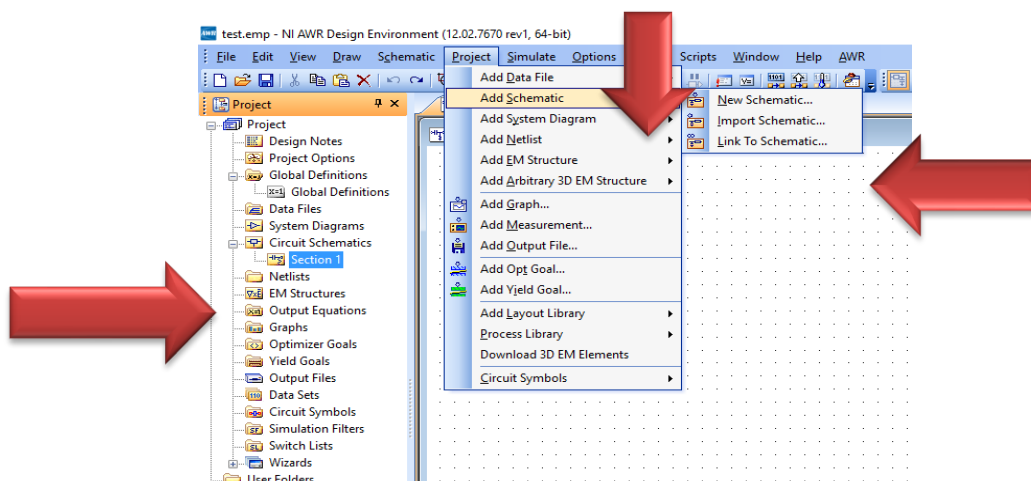 AWR test.emp - NI AWR Design Environment (12.02.7670 rev1, 64-bit)
File Edit View Draw Schematic Project Simulate Options Scripts Window Help AWR
Project
Project
Design Notes
Project Options
Global Definitions
Global Definitions
Data Files
System Diagrams
Circuit Schematics
Section 1
Netlists
EM Structures
Output Equations
Graphs
Optimizer Goals
Yield Goals
Output Files
Data Sets
Circuit Symbols
Simulation Filters
Switch Lists
Wizards
User Folders
Add Data File
Add Schematic
Add System Diagram
Add Netlist
Add EM Structure
Add Arbitrary 3D EM Structure
Add Graph...
Add Measurement...
Add Output File...
Add Opt Goal...
Add Yield Goal...
Add Layout Library
Process Library
Download 3D EM Elements
Circuit Symbols
New Schematic...
Import Schematic...
Link To Schematic...